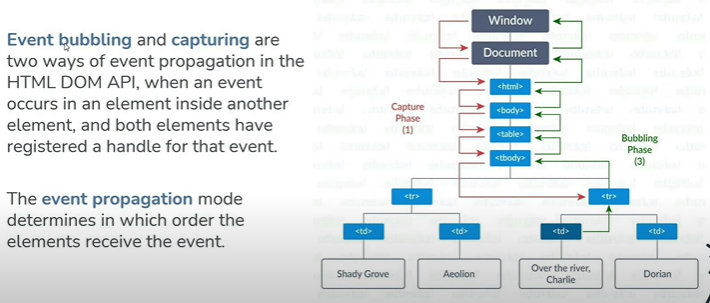 Event bubbling and capturing are
two ways of event propagation in the
HTML DOM API, when an event
occurs in an element inside another
element, and both elements have
registered a handle for that event.
The event propagation mode
determines in which order the
elements receive the event.
Window
Document
<html>
<body>
<table>
<tbody>
Capture
Phase
(1)
Bubbling
Phase
(3)
<tr>
<tr>
<td>
<td>
<td>
<td>
Shady Grove
Aeolion
Over the river,
Charlie
Dorian